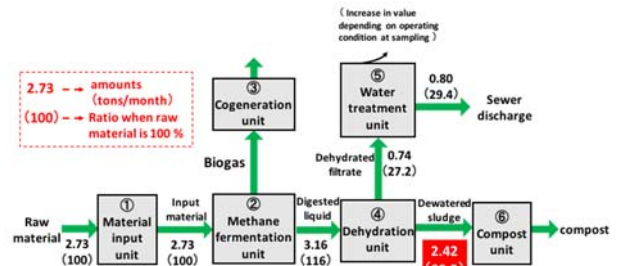 ( Increase in value
depending on operating
condition at sampling )
2.73 --→ amounts
(tons/month)
(100) --→ Ratio when raw
material is 100 %
③
Cogeneration
unit
⑤
Water
treatment
unit
0.80
(29.4)
Sewer
discharge
Biogas
Dehydrated
filtrate
0.74
(27.2)
Raw
material
2.73
(100)
①
Material
input
unit
Input
material
2.73
(100)
②
Methane
fermentation
unit
Digested
liquid
3.16
(116)
④
Dehydration
unit
Dewatered
sludge
2.42
⑥
Compost
unit
compost